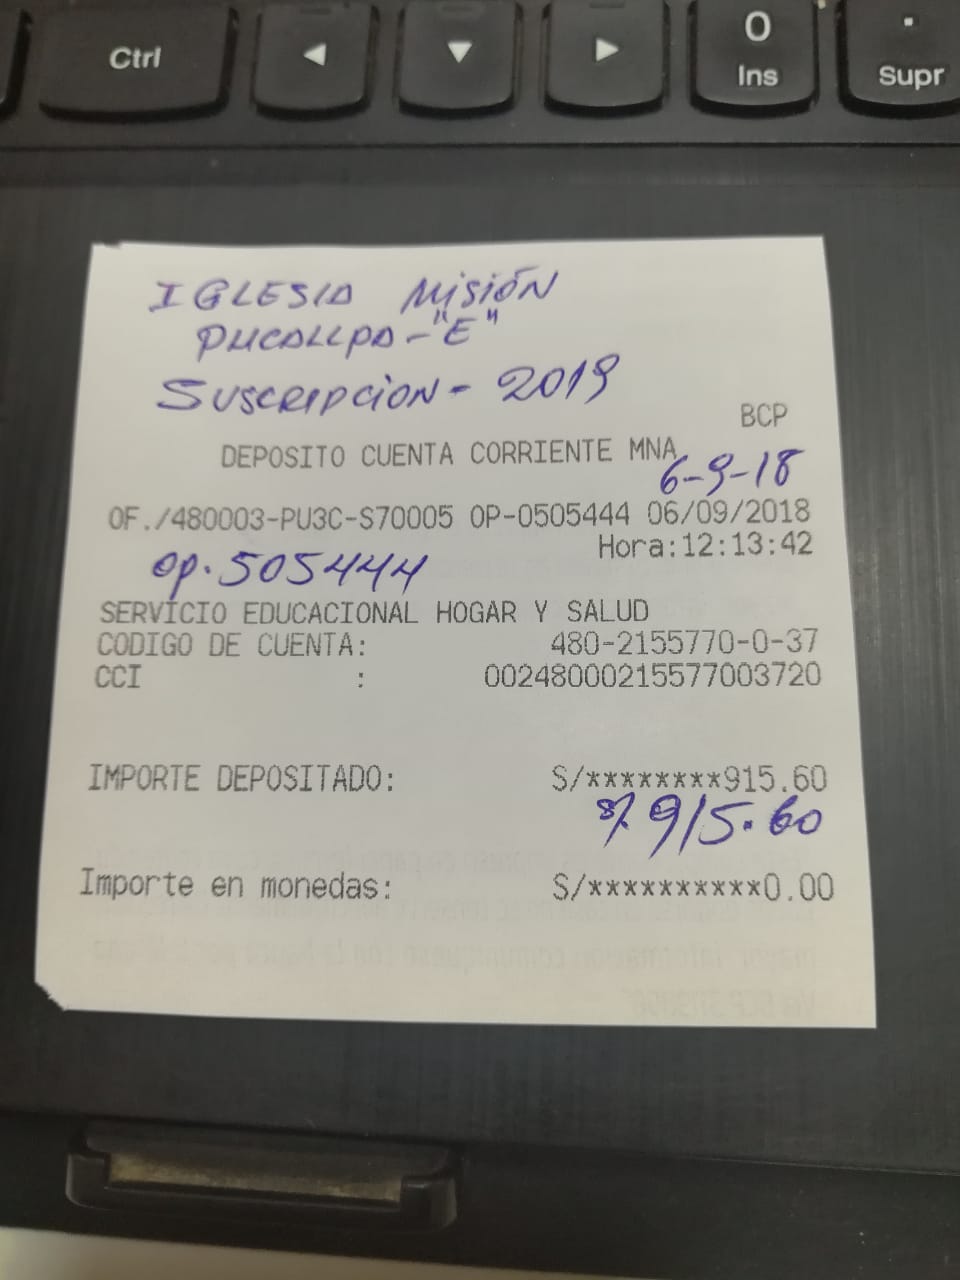 Ctrl
◄ ▼ ►
0
Ins
.
Supr
IGLESIA MISIÓN
PUCALLPA-"E"
SUSCRIPCION- 2019
BCP
DEPOSITO CUENTA CORRIENTE MNA
6-9-18
OF./480003-PU3C-S70005 OP-0505444 06/09/2018
Hora:12:13:42
Op. 505444
SERVICIO EDUCACIONAL HOGAR Y SALUD
CODIGO DE CUENTA: 480-2155770-0-37
CCI : 00248000215577003720
IMPORTE DEPOSITADO: S/********915.60
S/. 915.60
Importe en monedas: S/**********0.00